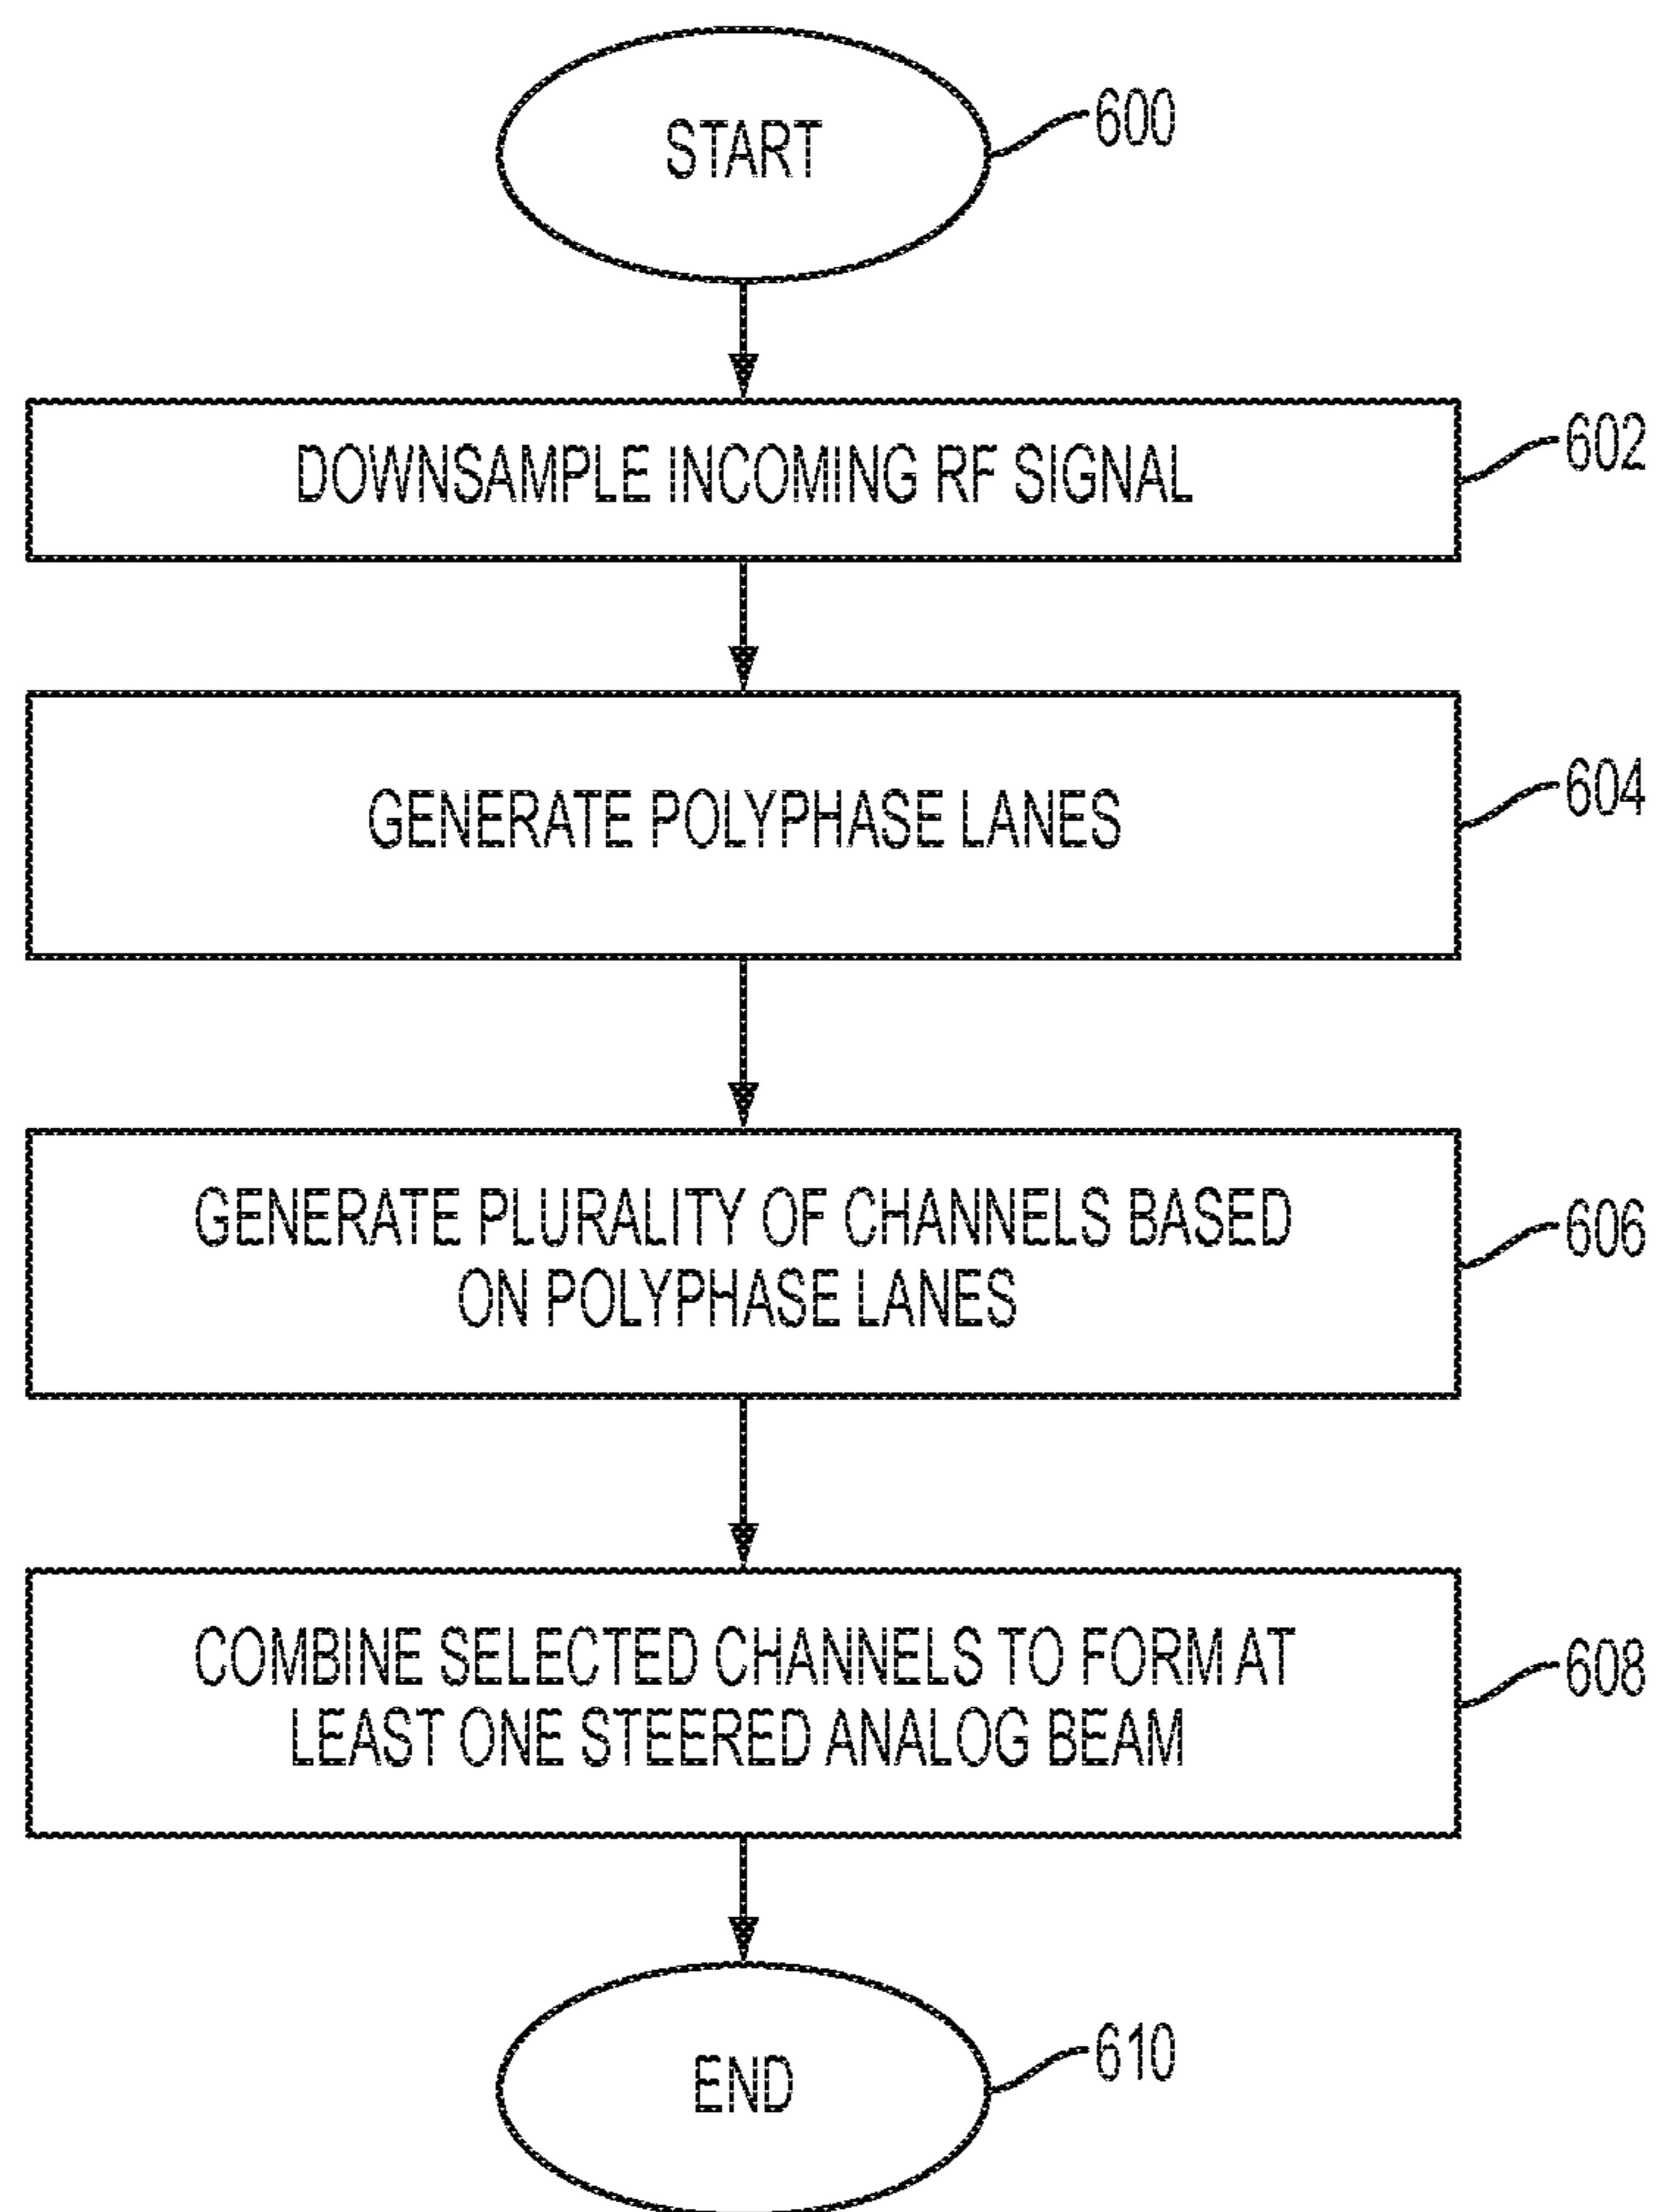 START
600
DOWNSAMPLE INCOMING RF SIGNAL
602
GENERATE POLYPHASE LANES
604
GENERATE PLURALITY OF CHANNELS BASED
ON POLYPHASE LANES
606
COMBINE SELECTED CHANNELS TO FORM AT
LEAST ONE STEERED ANALOG BEAM
608
END
610